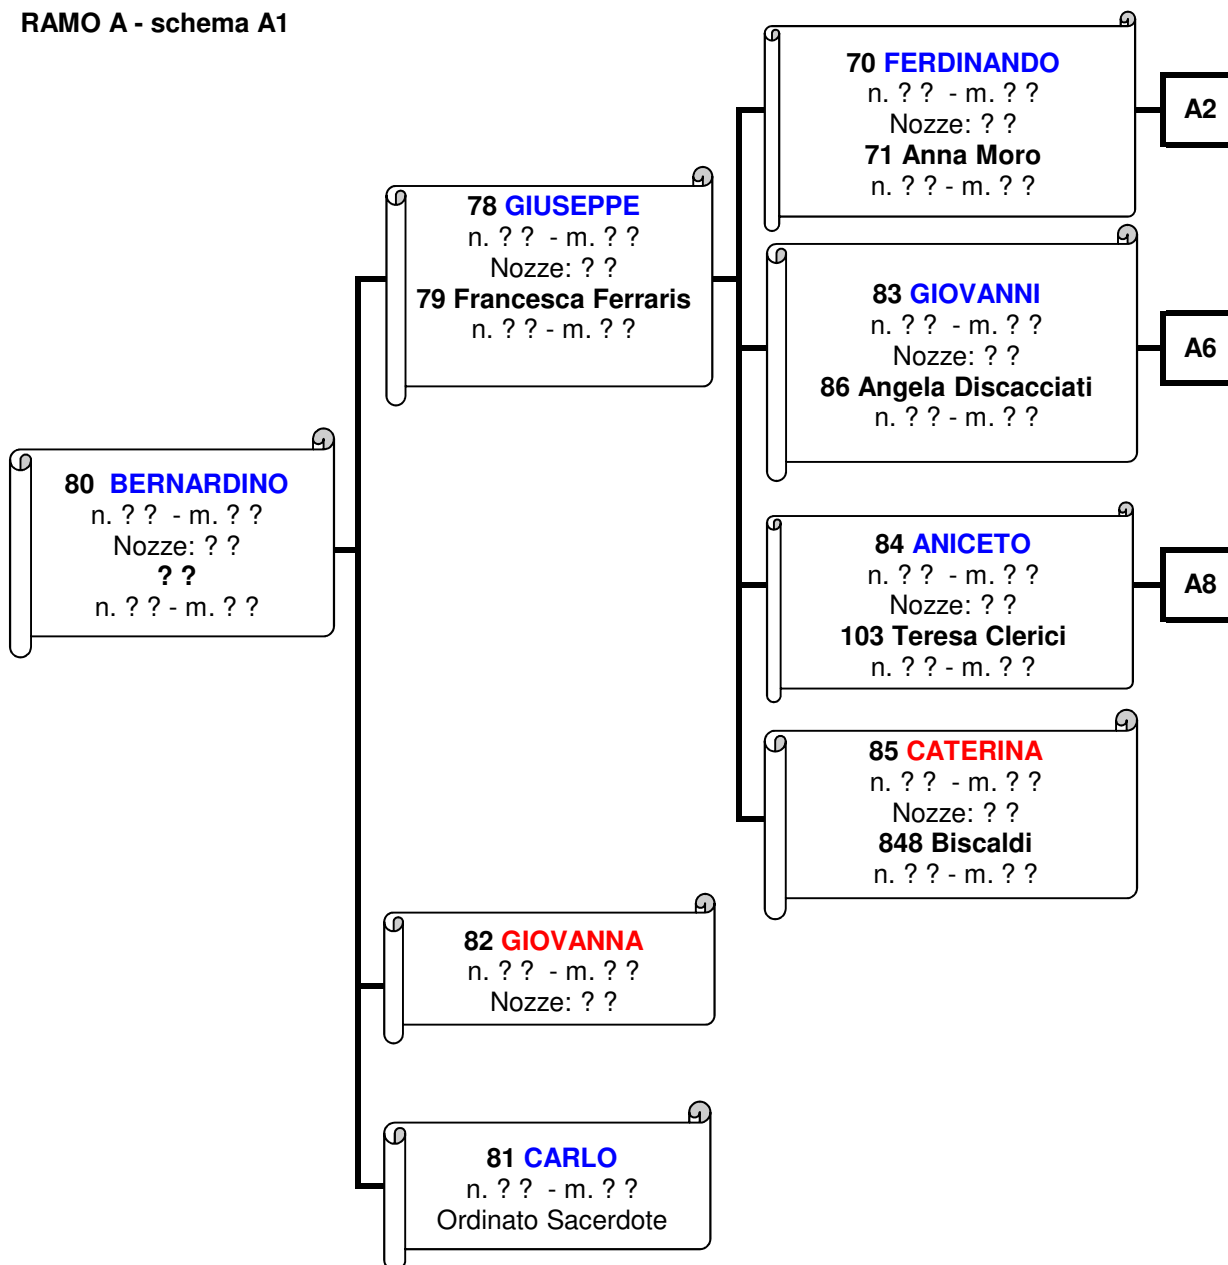 RAMO A - schema A1
80 BERNARDINO
n. ? ? - m. ? ?
Nozze: ? ?
? ?
n. ? ? - m. ? ?
78 GIUSEPPE
n. ? ? - m. ? ?
Nozze: ? ?
79 Francesca Ferraris
n. ? ? - m. ? ?
82 GIOVANNA
n. ? ? - m. ? ?
Nozze: ? ?
81 CARLO
n. ? ? - m. ? ?
Ordinato Sacerdote
70 FERDINANDO
n. ? ? - m. ? ?
Nozze: ? ?
71 Anna Moro
n. ? ? - m. ? ?
A2
83 GIOVANNI
n. ? ? - m. ? ?
Nozze: ? ?
86 Angela Discacciati
n. ? ? - m. ? ?
A6
84 ANICETO
n. ? ? - m. ? ?
Nozze: ? ?
103 Teresa Clerici
n. ? ? - m. ? ?
A8
85 CATERINA
n. ? ? - m. ? ?
Nozze: ? ?
848 Biscaldi
n. ? ? - m. ? ?